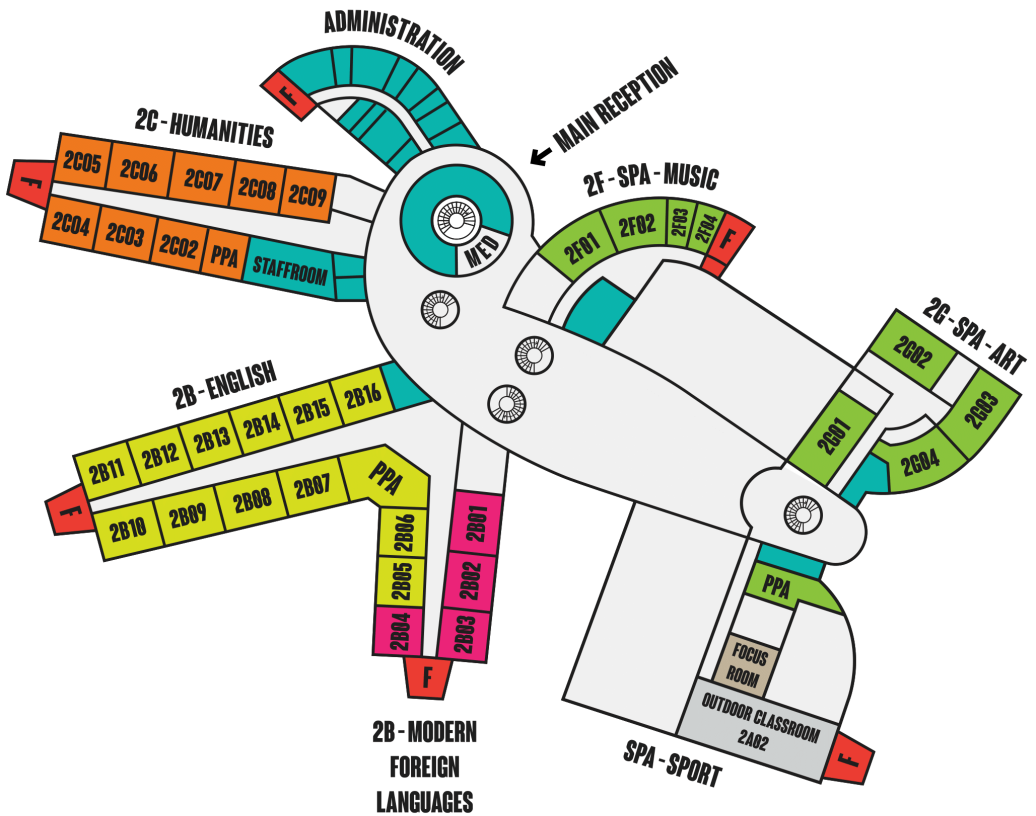 ADMINISTRATION
F
MAIN RECEPTION
2C - HUMANITIES
2C05
2C06
2C07
2C08
2C09
F
2C04
2C03
2C02
PPA
STAFFROOM
MED
2F - SPA - MUSIC
2F01
2F02
2F03
2F04
F
2G - SPA - ART
2G02
2G03
2G01
2G04
2B - ENGLISH
2B11
2B12
2B13
2B14
2B15
2B16
F
2B10
2B09
2B08
2B07
PPA
2B06
2B05
2B04
2B01
2B02
2B03
F
2B - MODERN
FOREIGN
LANGUAGES
PPA
FOCUS
ROOM
OUTDOOR CLASSROOM
2A02
F
SPA - SPORT